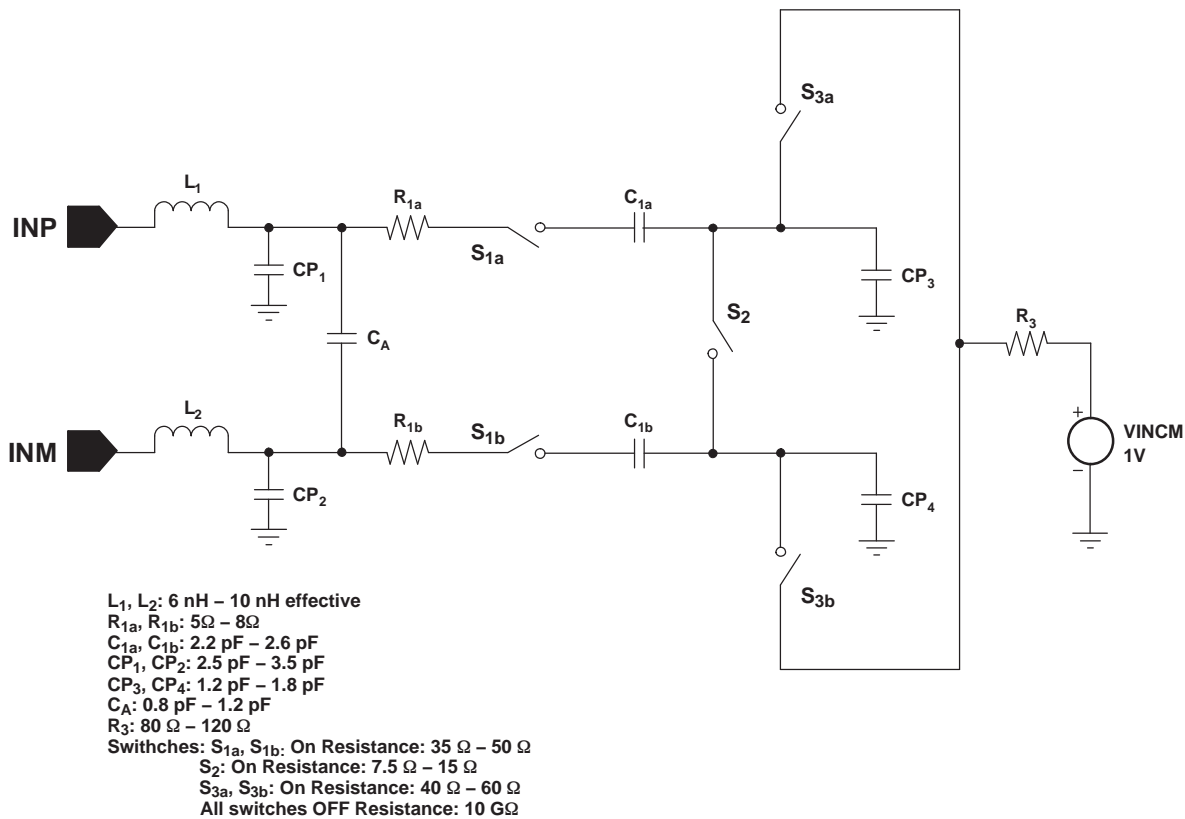 S3a
L1
R1a
C1a
INP
S1a
CP1
CP3
S2
R3
CA
L2
R1b
S1b
C1b
INM
+
–
VINCM
1V
CP2
CP4
S3b
L1, L2: 6 nH – 10 nH effective
R1a, R1b: 5Ω – 8Ω
C1a, C1b: 2.2 pF – 2.6 pF
CP1, CP2: 2.5 pF – 3.5 pF
CP3, CP4: 1.2 pF – 1.8 pF
CA: 0.8 pF – 1.2 pF
R3: 80 Ω – 120 Ω
Swithches: S1a, S1b: On Resistance: 35 Ω – 50 Ω
S2: On Resistance: 7.5 Ω – 15 Ω
S3a, S3b: On Resistance: 40 Ω – 60 Ω
All switches OFF Resistance: 10 GΩ